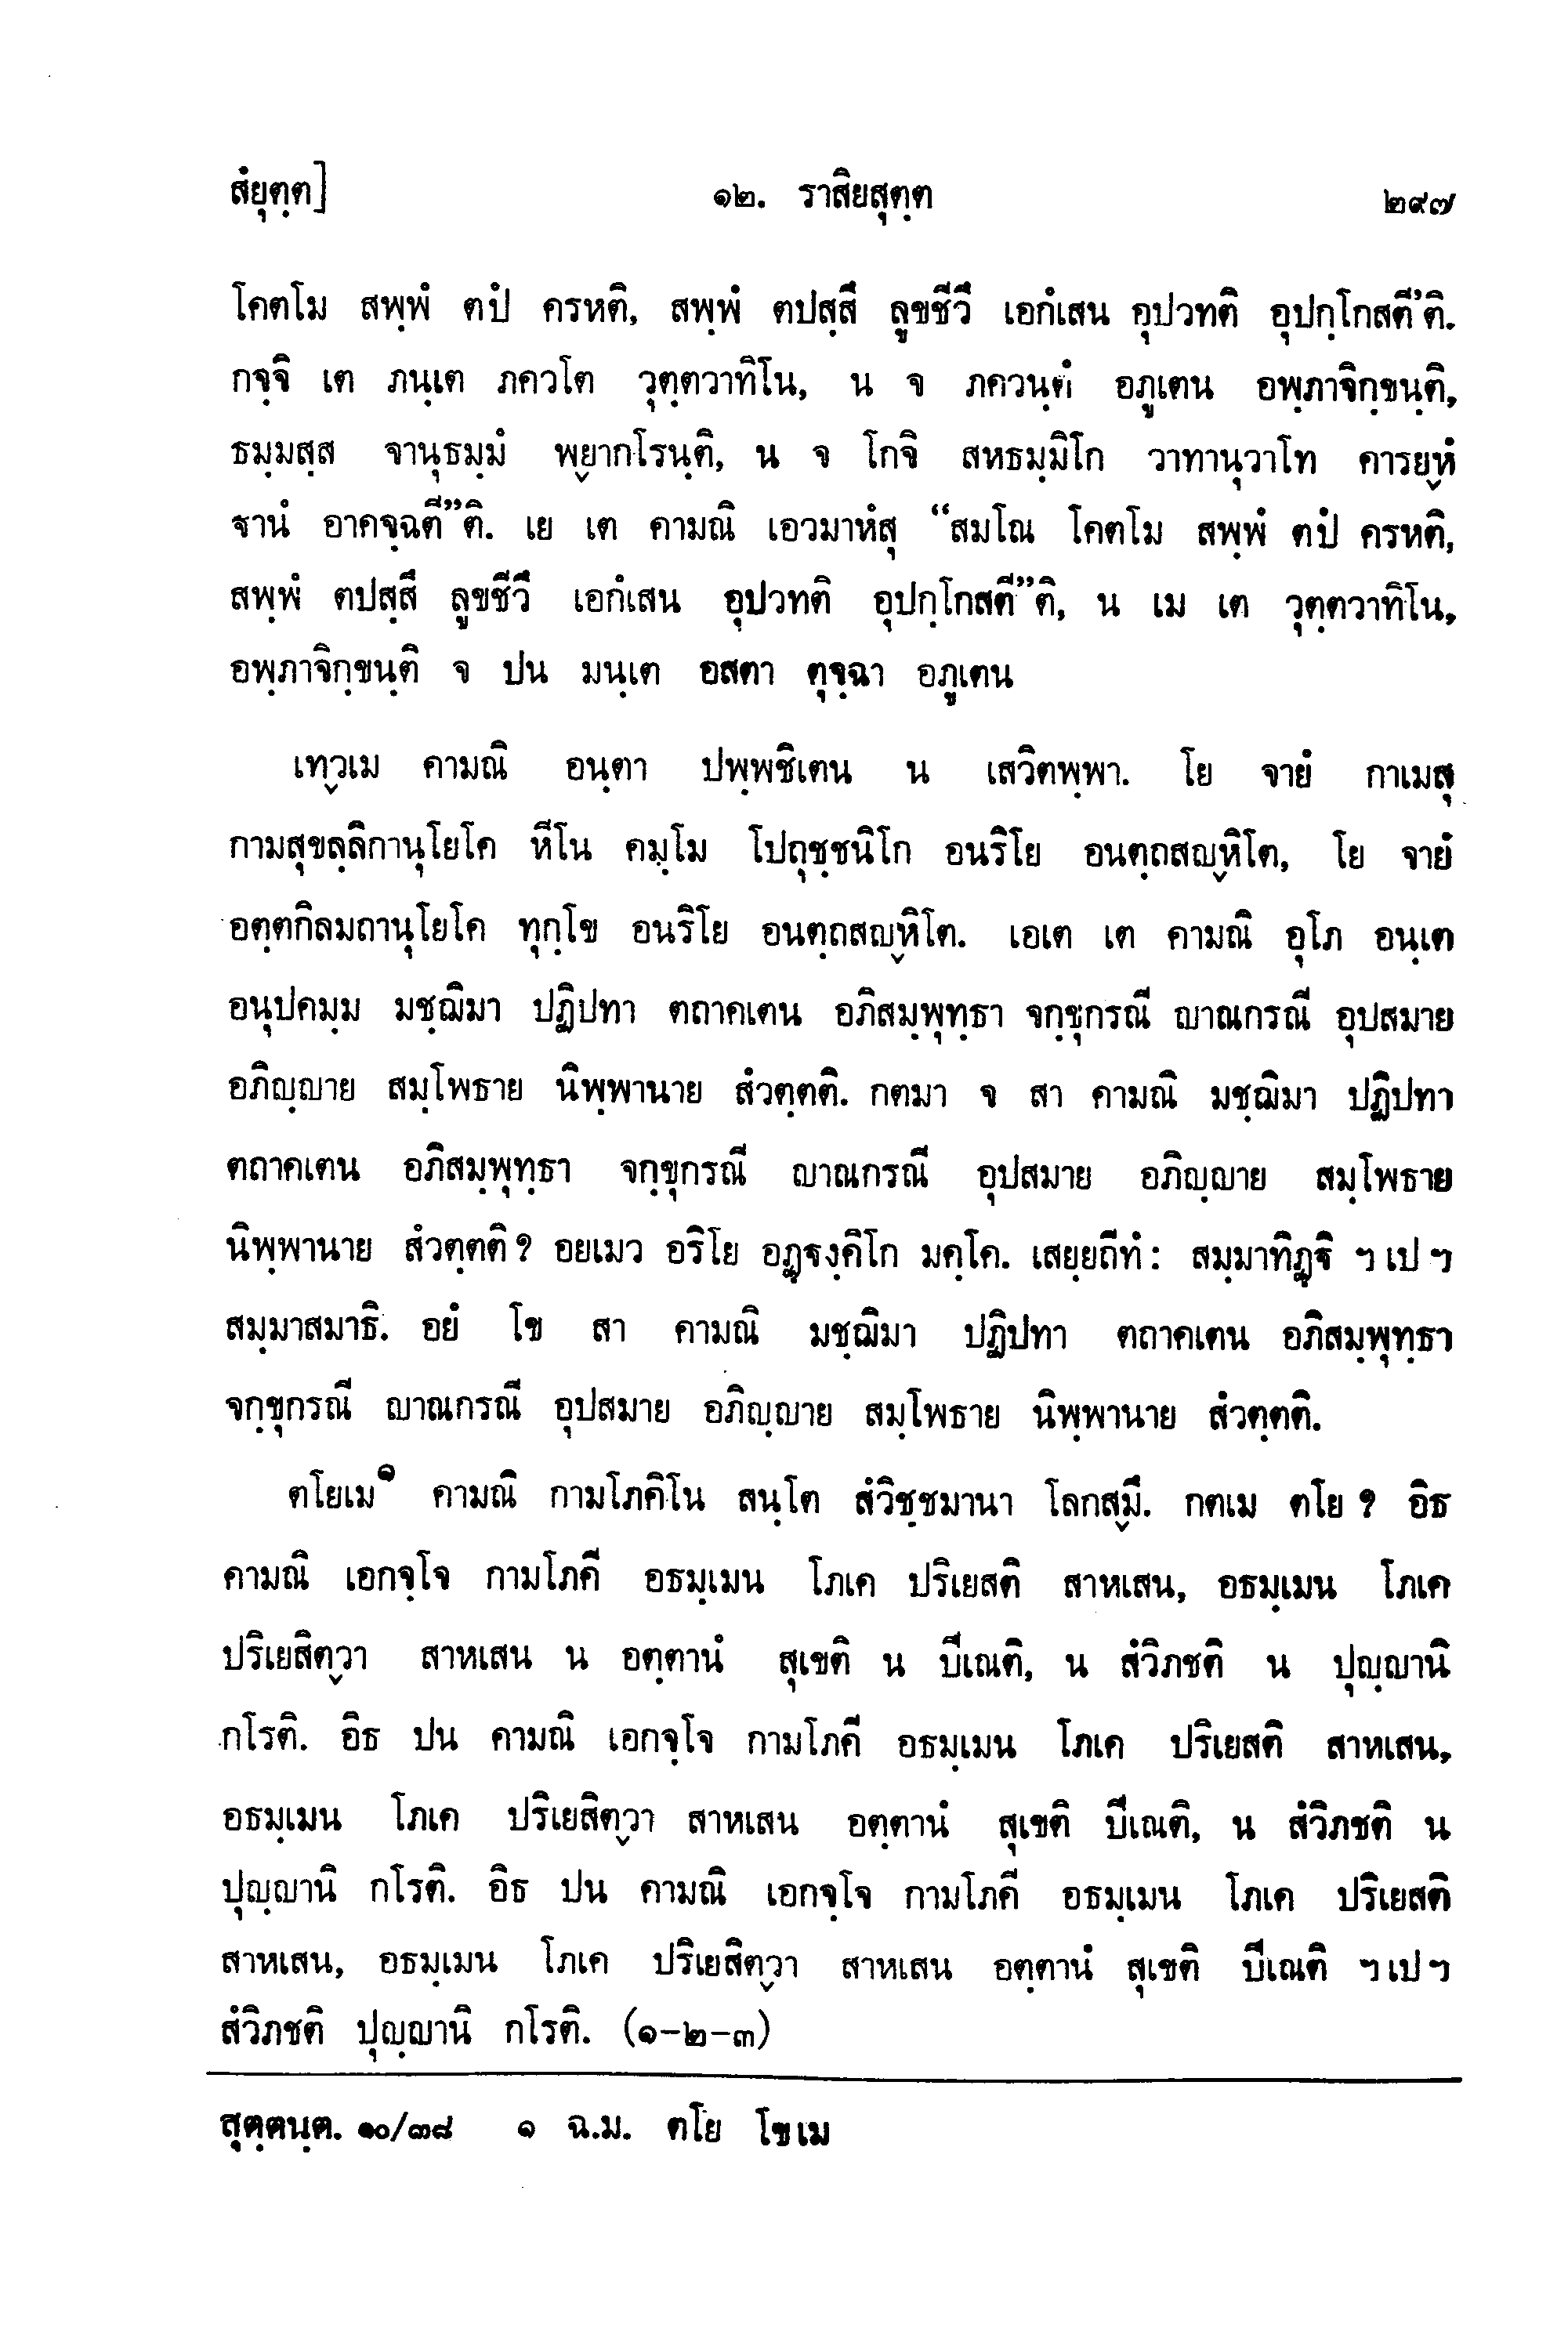 สํยุตฺต]
๑๒. ราสิยสุตฺต
๒๙๗
โคตโม สพฺพํ ตปํ ครหติ, สพฺพํ ตปสฺสึ ลูขชีวึ เอกํเสน อุปวทติ อุปกฺโกสตี”ติ.
กจฺจิ เต ภนฺเต ภควโต วุตฺตวาทิโน, น จ ภควนฺตํ อภูเตน อพฺภาจิกฺขนฺติ,
ธมฺมสฺส จานุธมฺมํ พฺยากโรนฺติ, น จ โกจิ สหธมฺมิโก วาทานุวาโท คารยฺหํ
ฐานํ อาคจฺฉตี”ติ. เย เต คามณิ เอวมาหํสุ “สมโณ โคตโม สพฺพํ ตปํ ครหติ,
สพฺพํ ตปสฺสึ ลูขชีวึ เอกํเสน อุปวทติ อุปกฺโกสตี”ติ, น เม เต วุตฺตวาทิโน,
อพฺภาจิกฺขนฺติ จ ปน มนฺเต อสตา ตุจฺฉา อภูเตน
เทฺวเม คามณิ อนฺตา ปพฺพชิเตน น เสวิตพฺพา. โย จายํ กาเมสุ
กามสุขลฺลิกานุโยโค หีโน คมฺโม โปถุชฺชนิโก อนริโย อนตฺถสญฺหิโต, โย จายํ
อตฺตกิลมถานุโยโค ทุกฺโข อนริโย อนตฺถสญฺหิโต. เอเต เต คามณิ อุโภ อนฺเต
อนุปคมฺม มชฺฌิมา ปฏิปทา ตถาคเตน อภิสมฺพุทฺธา จกฺขุกรณี ญาณกรณี อุปสมาย
อภิญฺญาย สมฺโพธาย นิพฺพานาย สํวตฺตติ. กตมา จ สา คามณิ มชฺฌิมา ปฏิปทา
ตถาคเตน อภิสมฺพุทฺธา จกฺขุกรณี ญาณกรณี อุปสมาย อภิญฺญาย สมฺโพธาย
นิพฺพานาย สํวตฺตติ? อยเมว อริโย อฏฺฐงฺคิโก มคฺโค. เสยฺยถีทํ: สมฺมาทิฏฺฐิ ฯ เป ฯ
สมฺมาสมาธิ. อยํ โข สา คามณิ มชฺฌิมา ปฏิปทา ตถาคเตน อภิสมฺพุทฺธา
จกฺขุกรณี ญาณกรณี อุปสมาย อภิญฺญาย สมฺโพธาย นิพฺพานาย สํวตฺตติ.
ตโยเม๑ คามณิ กามโภคิโน สนฺโต สํวิชฺชมานา โลกสฺมึ. กตเม ตโย ? อิธ
คามณิ เอกจฺโจ กามโภคี อธมฺเมน โภเค ปริเยสติ สาหเสน, อธมฺเมน โภเค
ปริเยสิตฺวา สาหเสน น อตฺตานํ สุเขติ น ปีเณติ, น สํวิภชติ น ปุญฺญานิ
กโรติ. อิธ ปน คามณิ เอกจฺโจ กามโภคี อธมฺเมน โภเค ปริเยสติ สาหเสน,
อธมฺเมน โภเค ปริเยสิตฺวา สาหเสน อตฺตานํ สุเขติ ปีเณติ, น สํวิภชติ น
ปุญฺญานิ กโรติ. อิธ ปน คามณิ เอกจฺโจ กามโภคี อธมฺเมน โภเค ปริเยสติ
สาหเสน, อธมฺเมน โภเค ปริเยสิตฺวา สาหเสน อตฺตานํ สุเขติ ปีเณติ ฯ เป ฯ
สํวิภชติ ปุญฺญานิ กโรติ. (๑-๒-๓)
สุตฺตนฺต. ๑๐/๓๘ ๑ ฉ.ม. ตโย โขเม